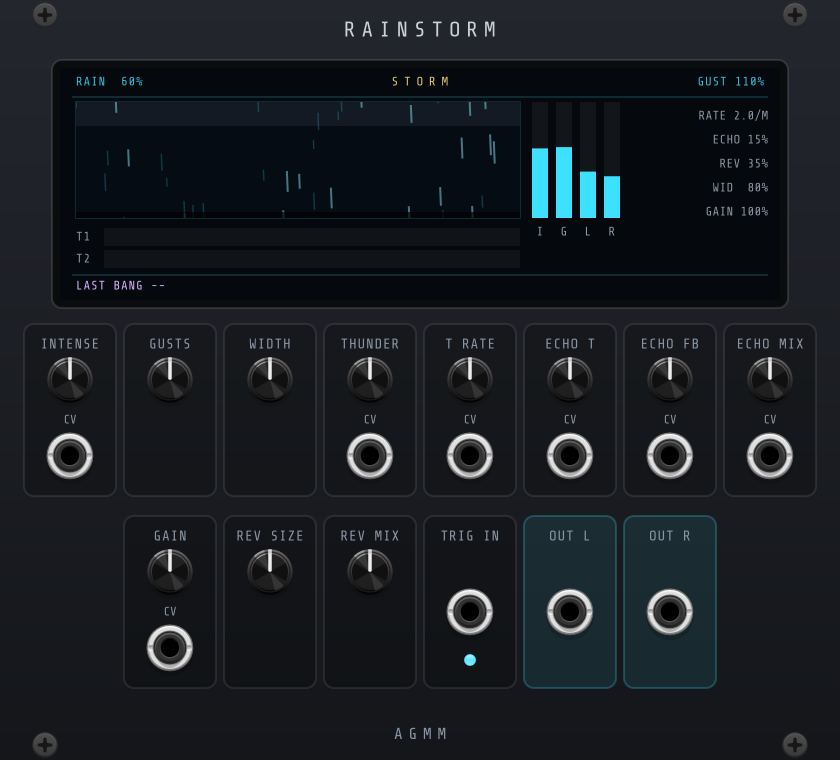 RAINSTORM
RAIN 60% STORM GUST 110%
RATE 2.0/M
ECHO 15%
REV 35%
WID 80%
GAIN 100%
I G L R
T1
T2
LAST BANG --
INTENSE GUSTS WIDTH THUNDER T RATE ECHO T ECHO FB ECHO MIX
CV CV CV CV CV CV
GAIN REV SIZE REV MIX TRIG IN OUT L OUT R
CV
AGMM